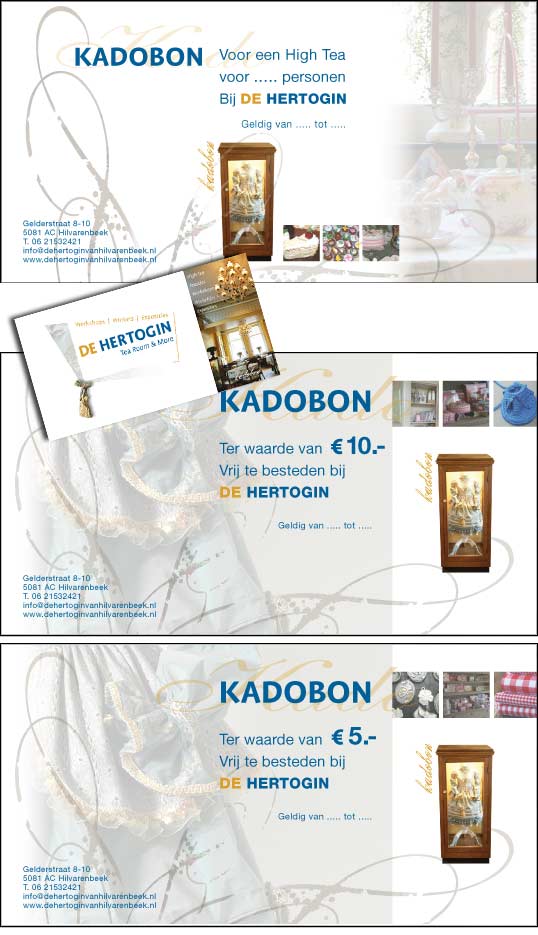 KADOBON
Voor een High Tea
voor ..... personen
Bij DE HERTOGIN
Geldig van ..... tot .....
kadobon
Gelderstraat 8-10
5081 AC Hilvarenbeek
T. 06 21532421
info@dehertoginvanhilvarenbeek.nl
www.dehertoginvanhilvarenbeek.nl
High tea
Workshops | Winkel | Exposities
DE HERTOGIN
Tea Room & More
KADOBON
Ter waarde van € 10.-
Vrij te besteden bij
DE HERTOGIN
Geldig van ..... tot .....
kadobon
Gelderstraat 8-10
5081 AC Hilvarenbeek
T. 06 21532421
info@dehertoginvanhilvarenbeek.nl
www.dehertoginvanhilvarenbeek.nl
KADOBON
Ter waarde van € 5.-
Vrij te besteden bij
DE HERTOGIN
Geldig van ..... tot .....
kadobon
Gelderstraat 8-10
5081 AC Hilvarenbeek
T. 06 21532421
info@dehertoginvanhilvarenbeek.nl
www.dehertoginvanhilvarenbeek.nl